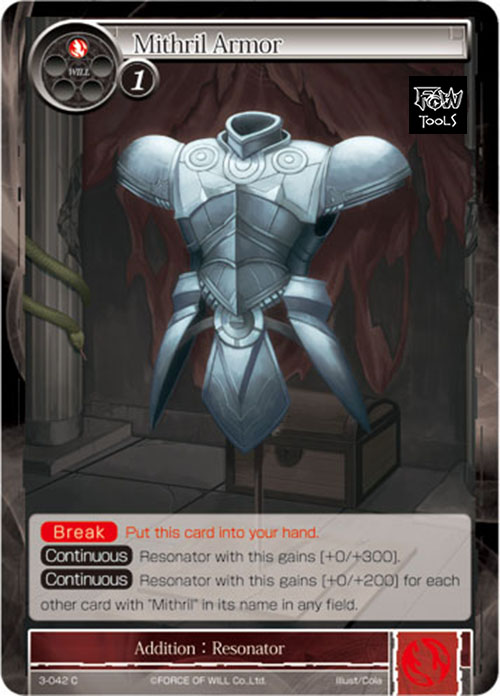 Mithril Armor
WILL
1
FOW
TOOLS
Break Put this card into your hand.
Continuous Resonator with this gains [+0/+300].
Continuous Resonator with this gains [+0/+200] for each
other card with "Mithril" in its name in any field.
Addition : Resonator
3-042 C ©FORCE OF WILL Co.,Ltd. Illust/Cola